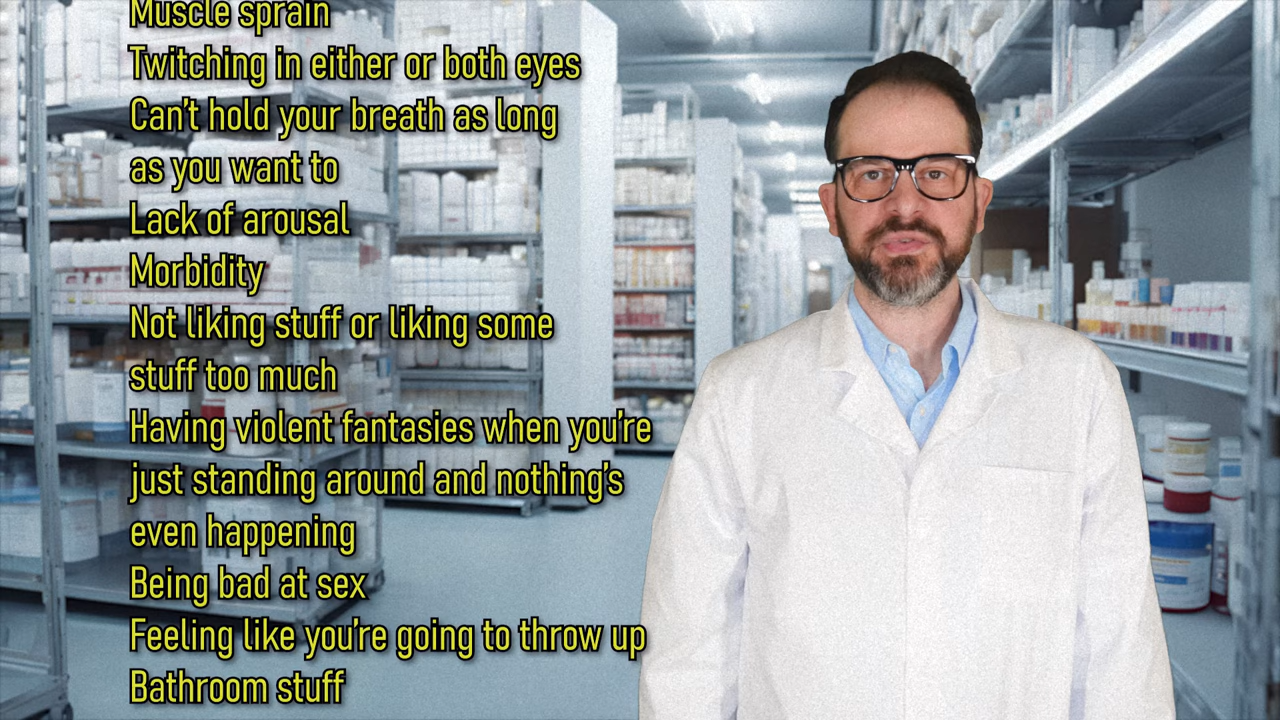 Muscle sprain
Twitching in either or both eyes
Can't hold your breath as long
as you want to
Lack of arousal
Morbidity
Not liking stuff or liking some
stuff too much
Having violent fantasies when you're
just standing around and nothing's
even happening
Being bad at sex
Feeling like you're going to throw up
Bathroom stuff